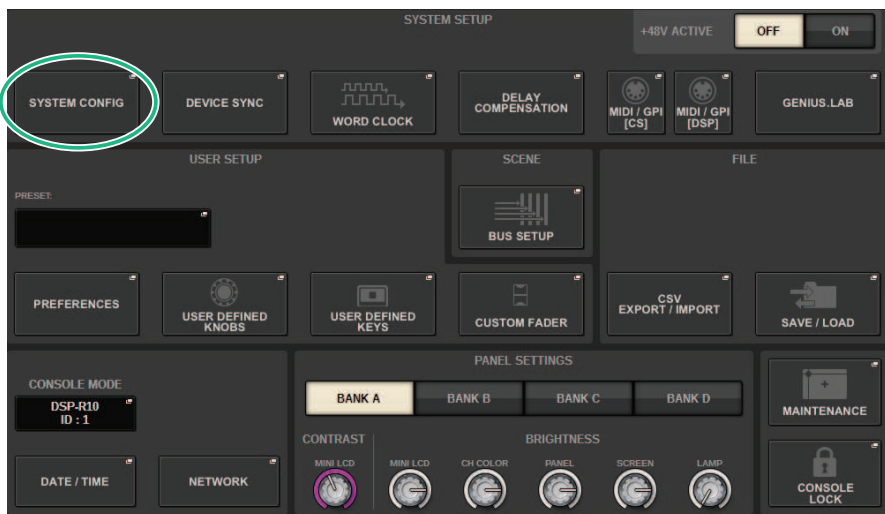 SYSTEM SETUP
+48V ACTIVE
OFF
ON
SYSTEM CONFIG
DEVICE SYNC
WORD CLOCK
DELAY
COMPENSATION
MIDI / GPI
[CS]
MIDI / GPI
[DSP]
GENIUS.LAB
USER SETUP
SCENE
FILE
PRESET:
BUS SETUP
PREFERENCES
USER DEFINED
KNOBS
USER DEFINED
KEYS
CUSTOM FADER
CSV
EXPORT / IMPORT
SAVE / LOAD
CONSOLE MODE
DSP-R10
ID : 1
PANEL SETTINGS
BANK A
BANK B
BANK C
BANK D
MAINTENANCE
CONTRAST
BRIGHTNESS
MINI LCD
MINI LCD
CH COLOR
PANEL
SCREEN
LAMP
DATE / TIME
NETWORK
CONSOLE
LOCK